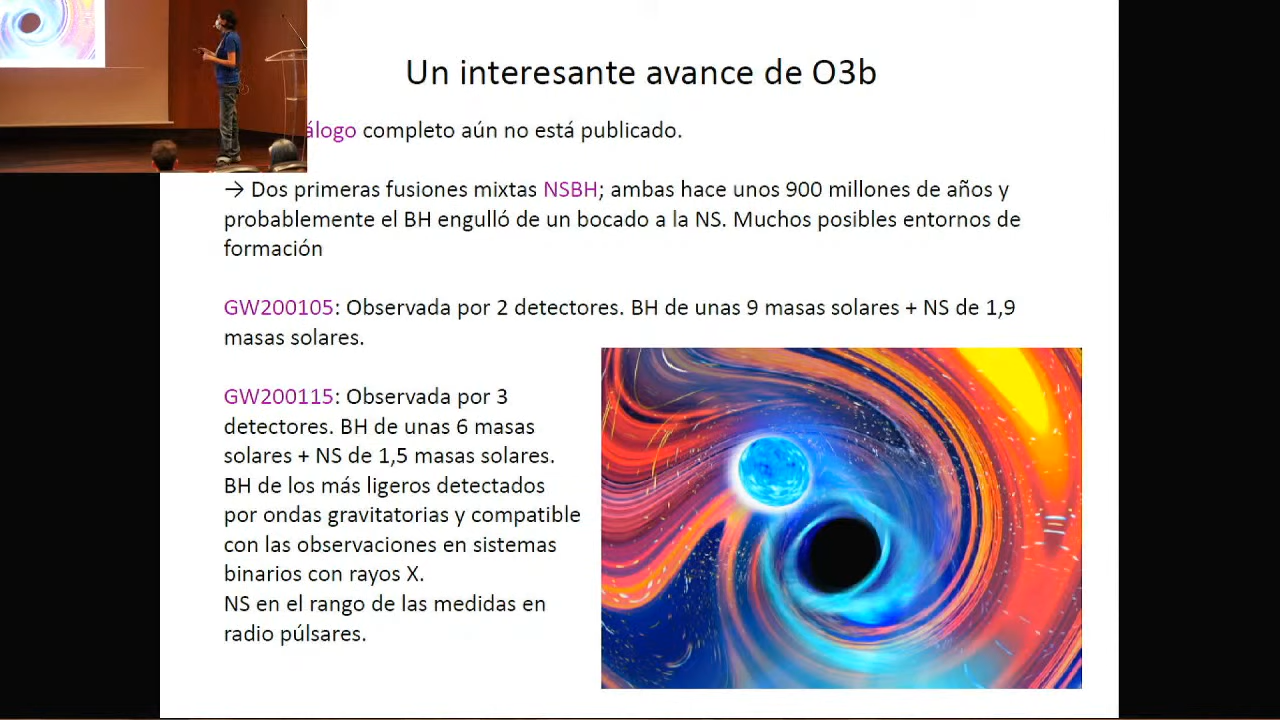 Un interesante avance de O3b
álogo completo aún no está publicado.
→ Dos primeras fusiones mixtas NSBH; ambas hace unos 900 millones de años y
probablemente el BH engulló de un bocado a la NS. Muchos posibles entornos de
formación
GW200105: Observada por 2 detectores. BH de unas 9 masas solares + NS de 1,9
masas solares.
GW200115: Observada por 3
detectores. BH de unas 6 masas
solares + NS de 1,5 masas solares.
BH de los más ligeros detectados
por ondas gravitatorias y compatible
con las observaciones en sistemas
binarios con rayos X.
NS en el rango de las medidas en
radio púlsares.